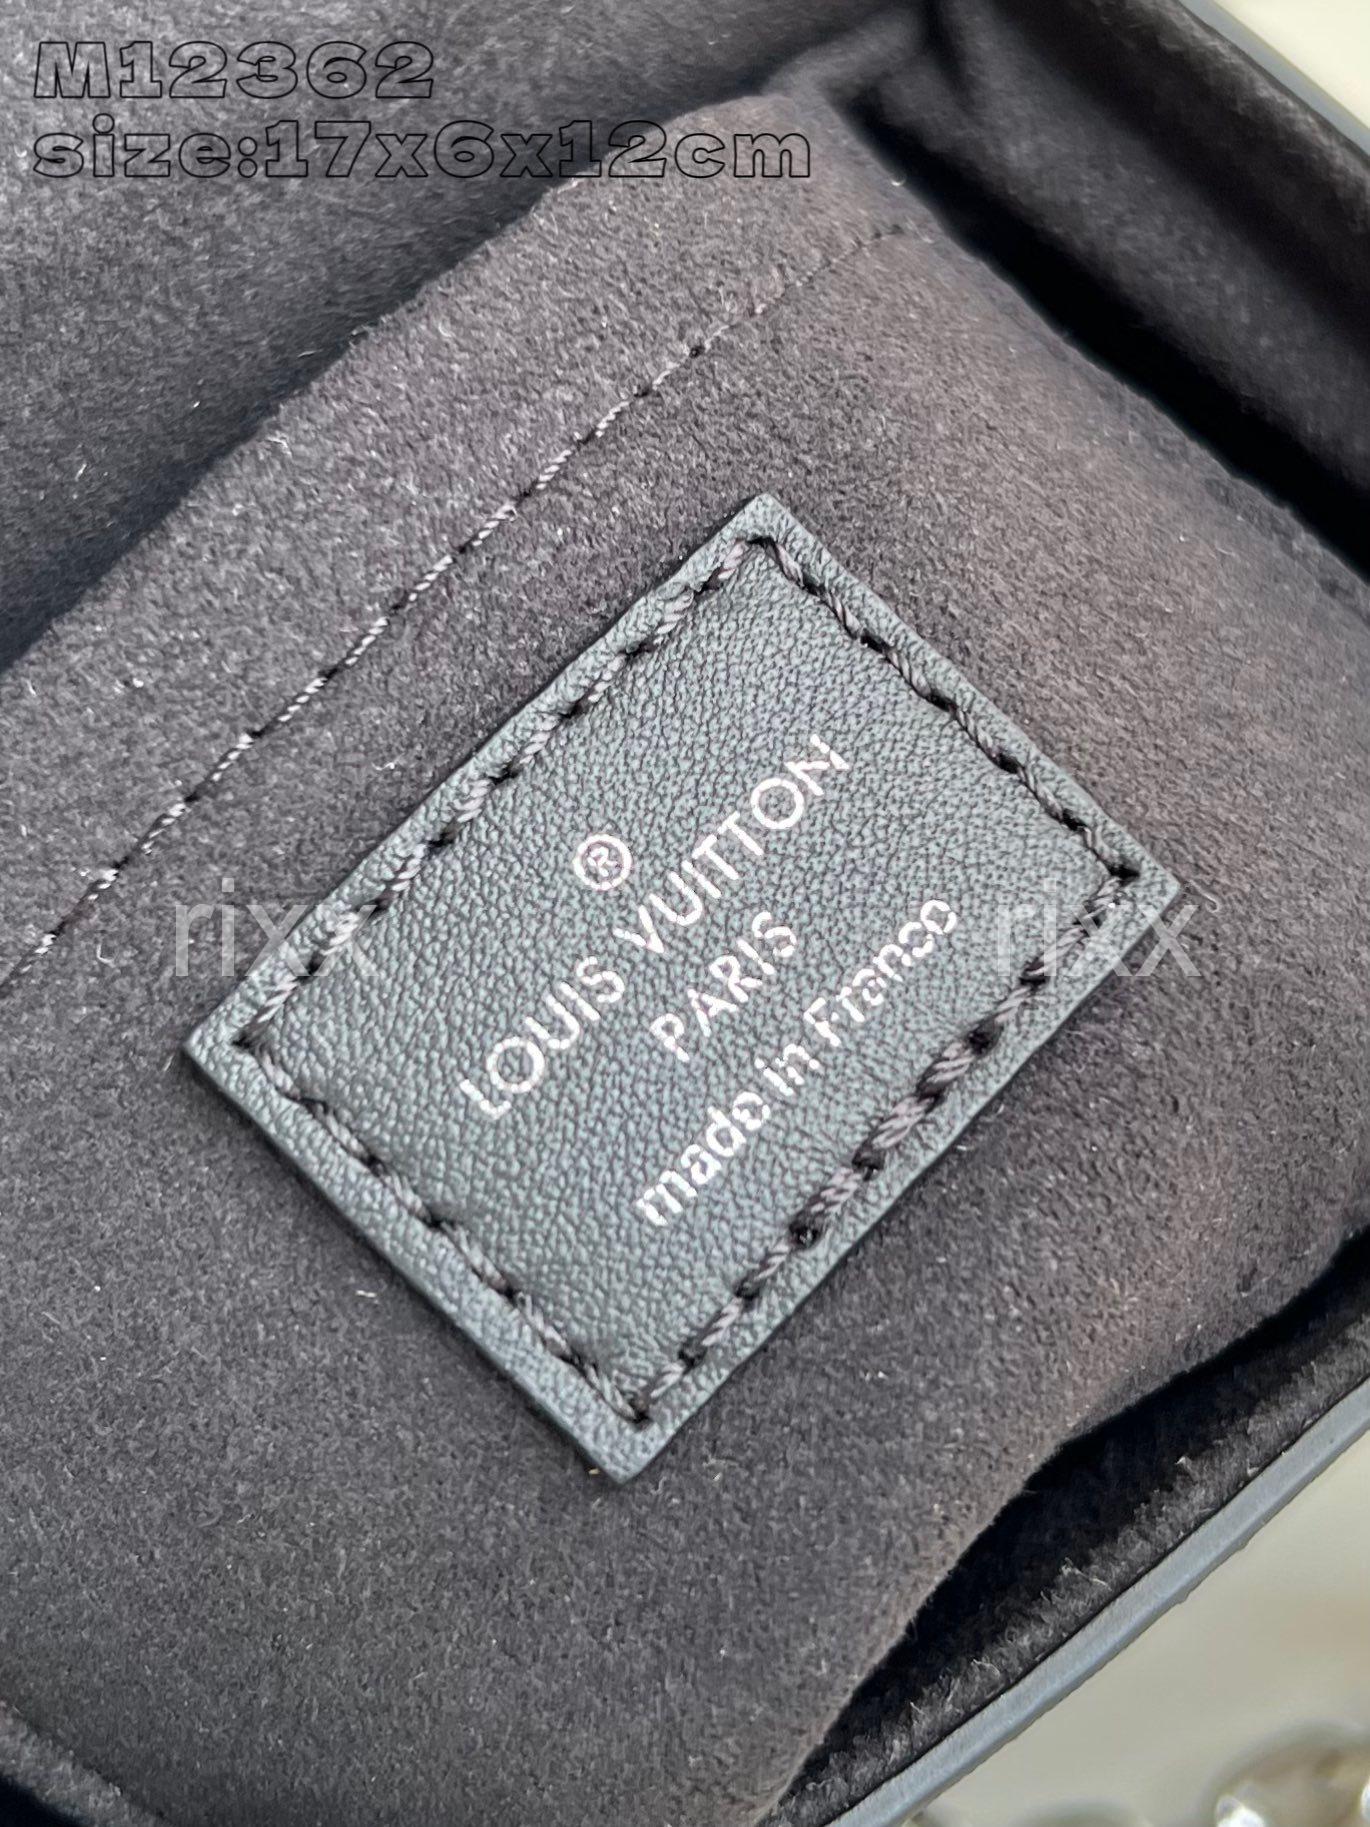 M12362
size:17x6x12cm
®
LOUIS VUITTON
PARIS
made in France
rixx
rixx